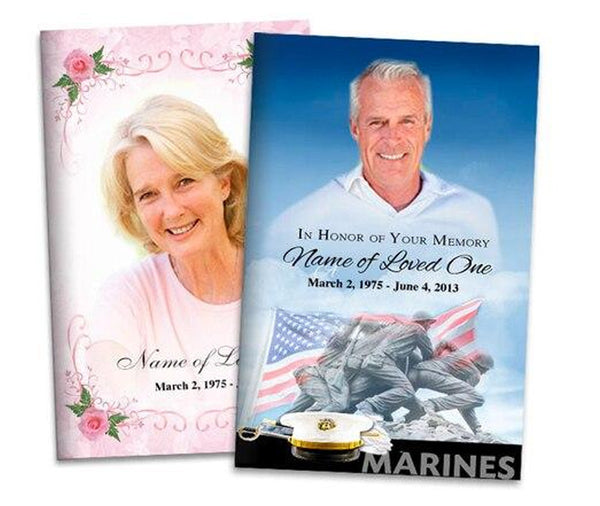 Name of Lo
March 2, 1975 -
In Honor of Your Memory
Name of Loved One
March 2, 1975 - June 4, 2013
MARINES